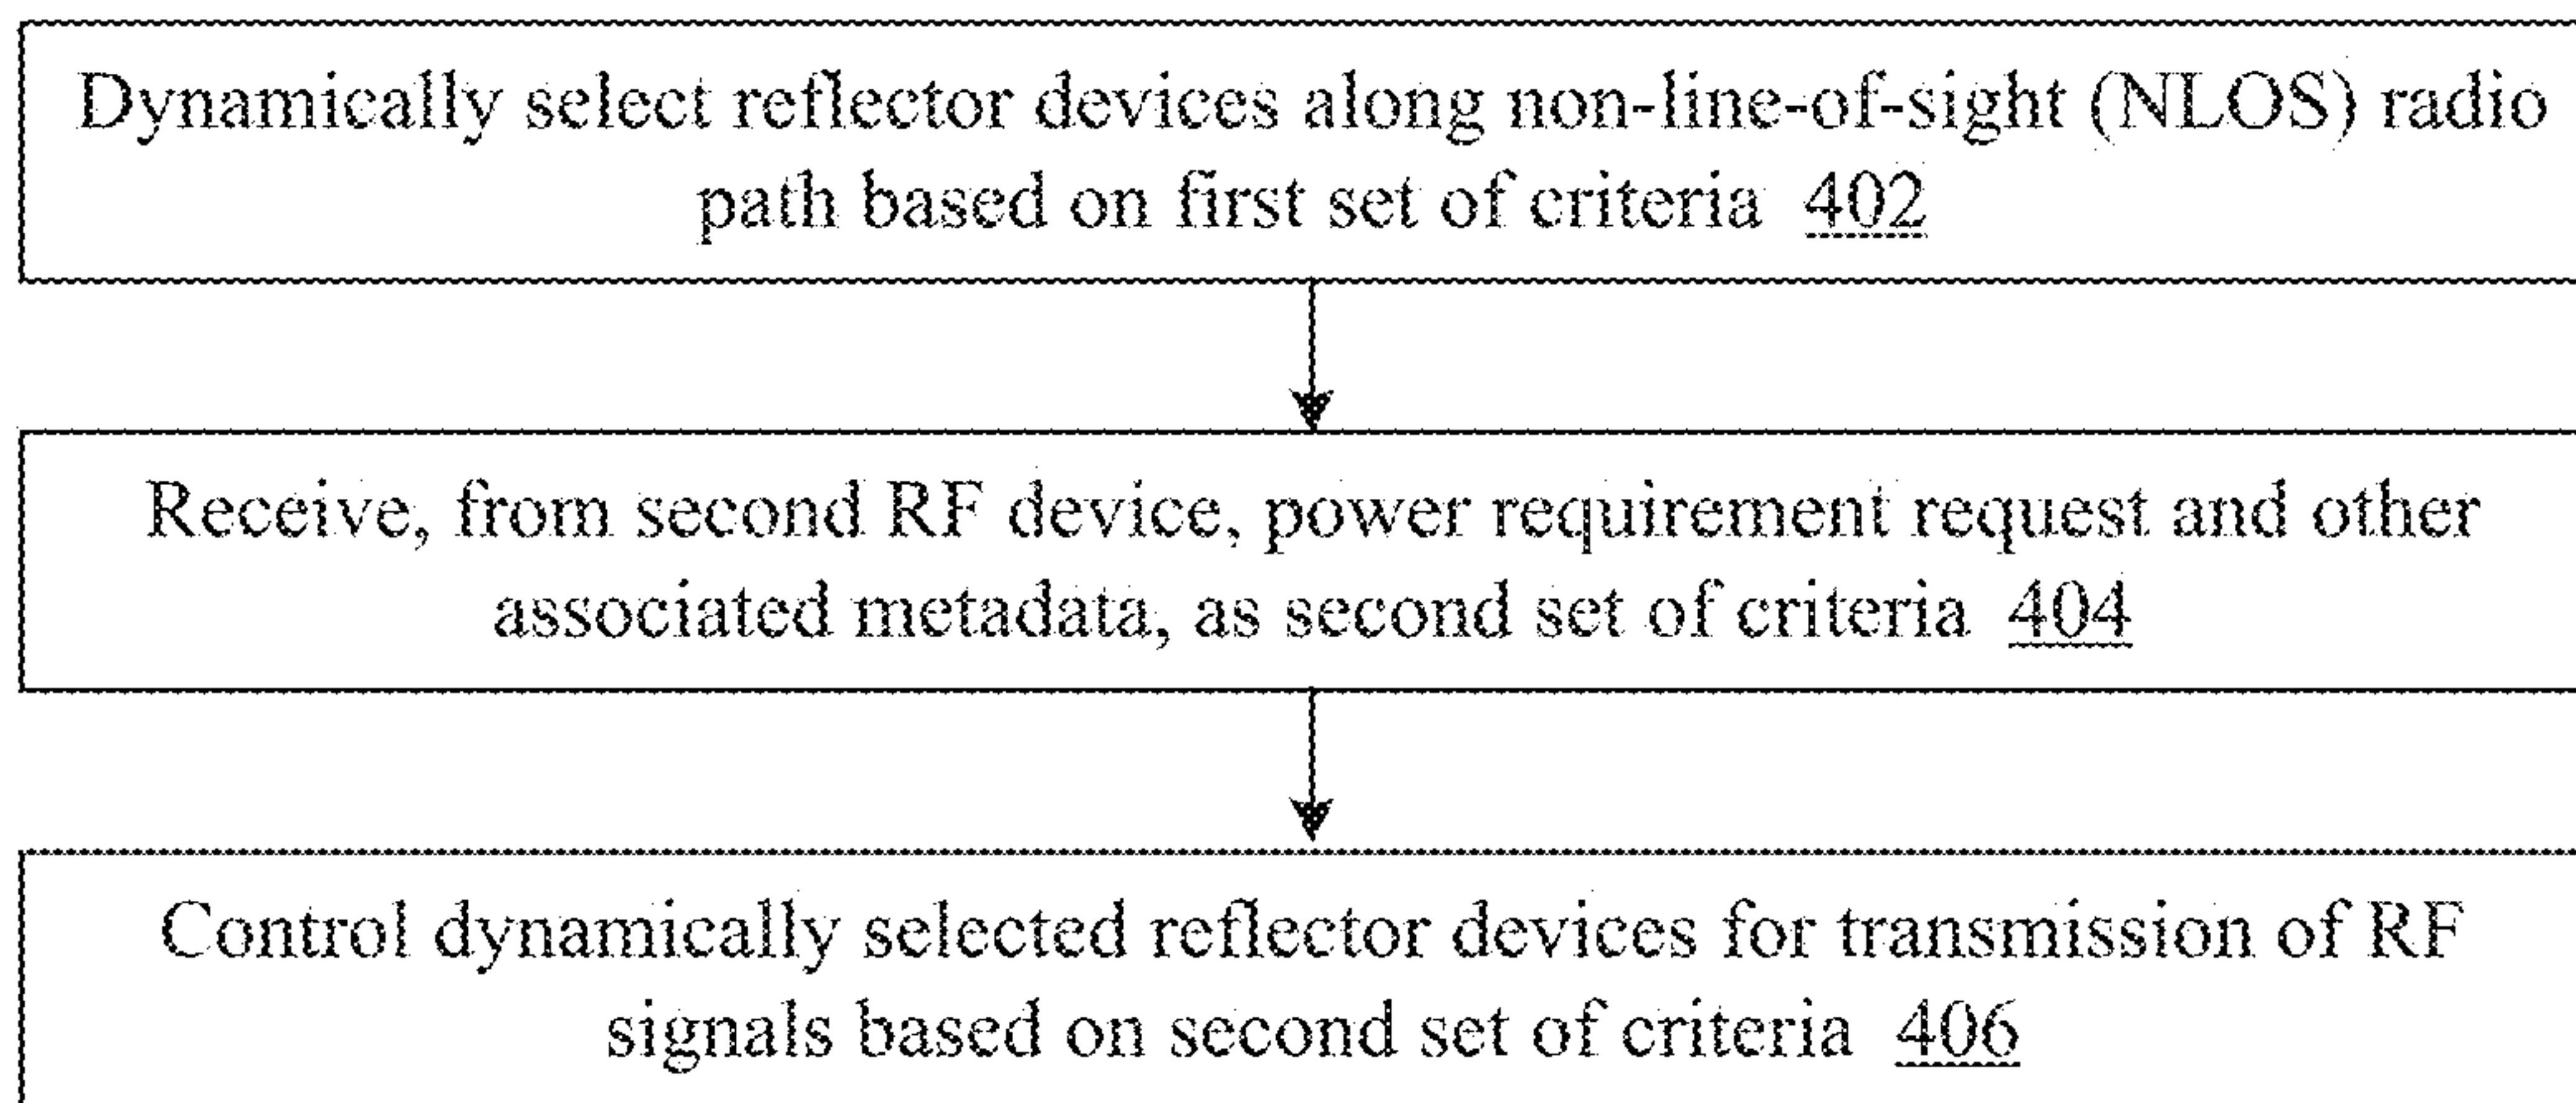 Dynamically select reflector devices along non-line-of-sight (NLOS) radio
path based on first set of criteria 402
Receive, from second RF device, power requirement request and other
associated metadata, as second set of criteria 404
Control dynamically selected reflector devices for transmission of RF
signals based on second set of criteria 406